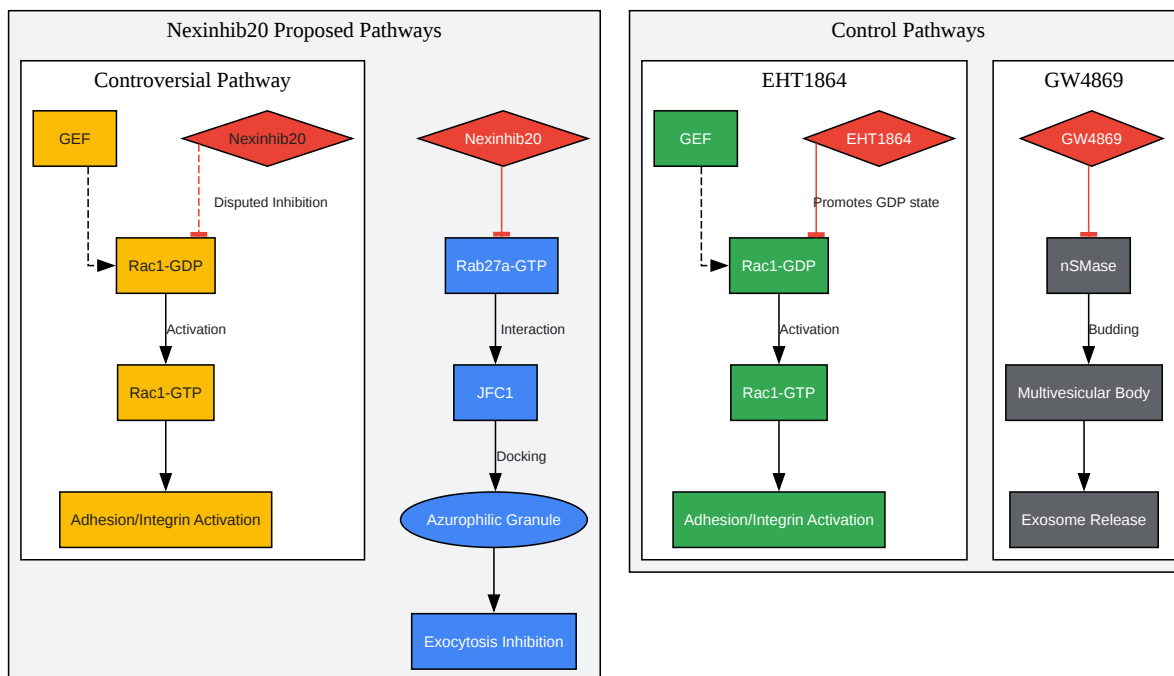 Nexinhib20 Proposed Pathways
Controversial Pathway
GEF
Nexinhib20
Disputed Inhibition
Rac1-GDP
Activation
Rac1-GTP
Adhesion/Integrin Activation
Nexinhib20
Rab27a-GTP
Interaction
JFC1
Docking
Azurophilic Granule
Exocytosis Inhibition
Control Pathways
EHT1864
GEF
EHT1864
Promotes GDP state
Rac1-GDP
Activation
Rac1-GTP
Adhesion/Integrin Activation
GW4869
GW4869
nSMase
Budding
Multivesicular Body
Exosome Release